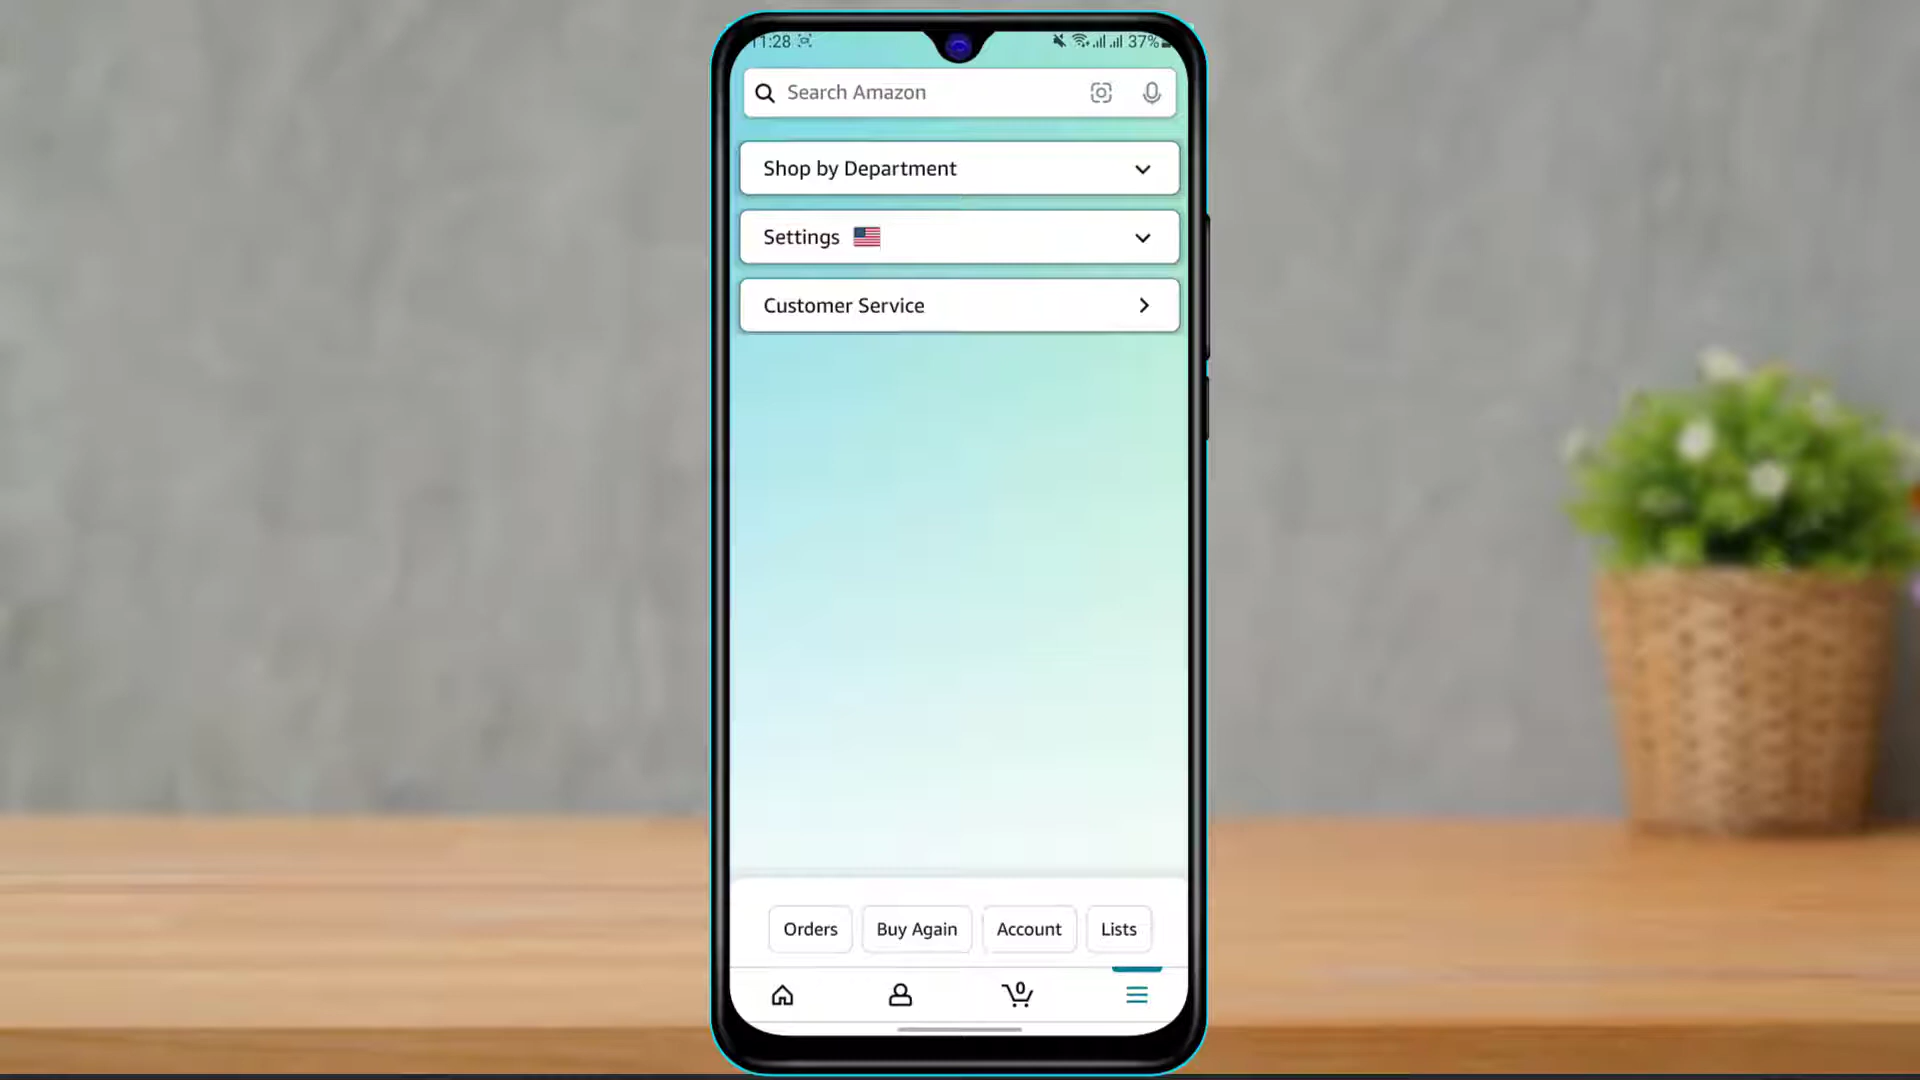 11:28 37%
Search Amazon
Shop by Department
Settings
Customer Service
Orders Buy Again Account Lists
0